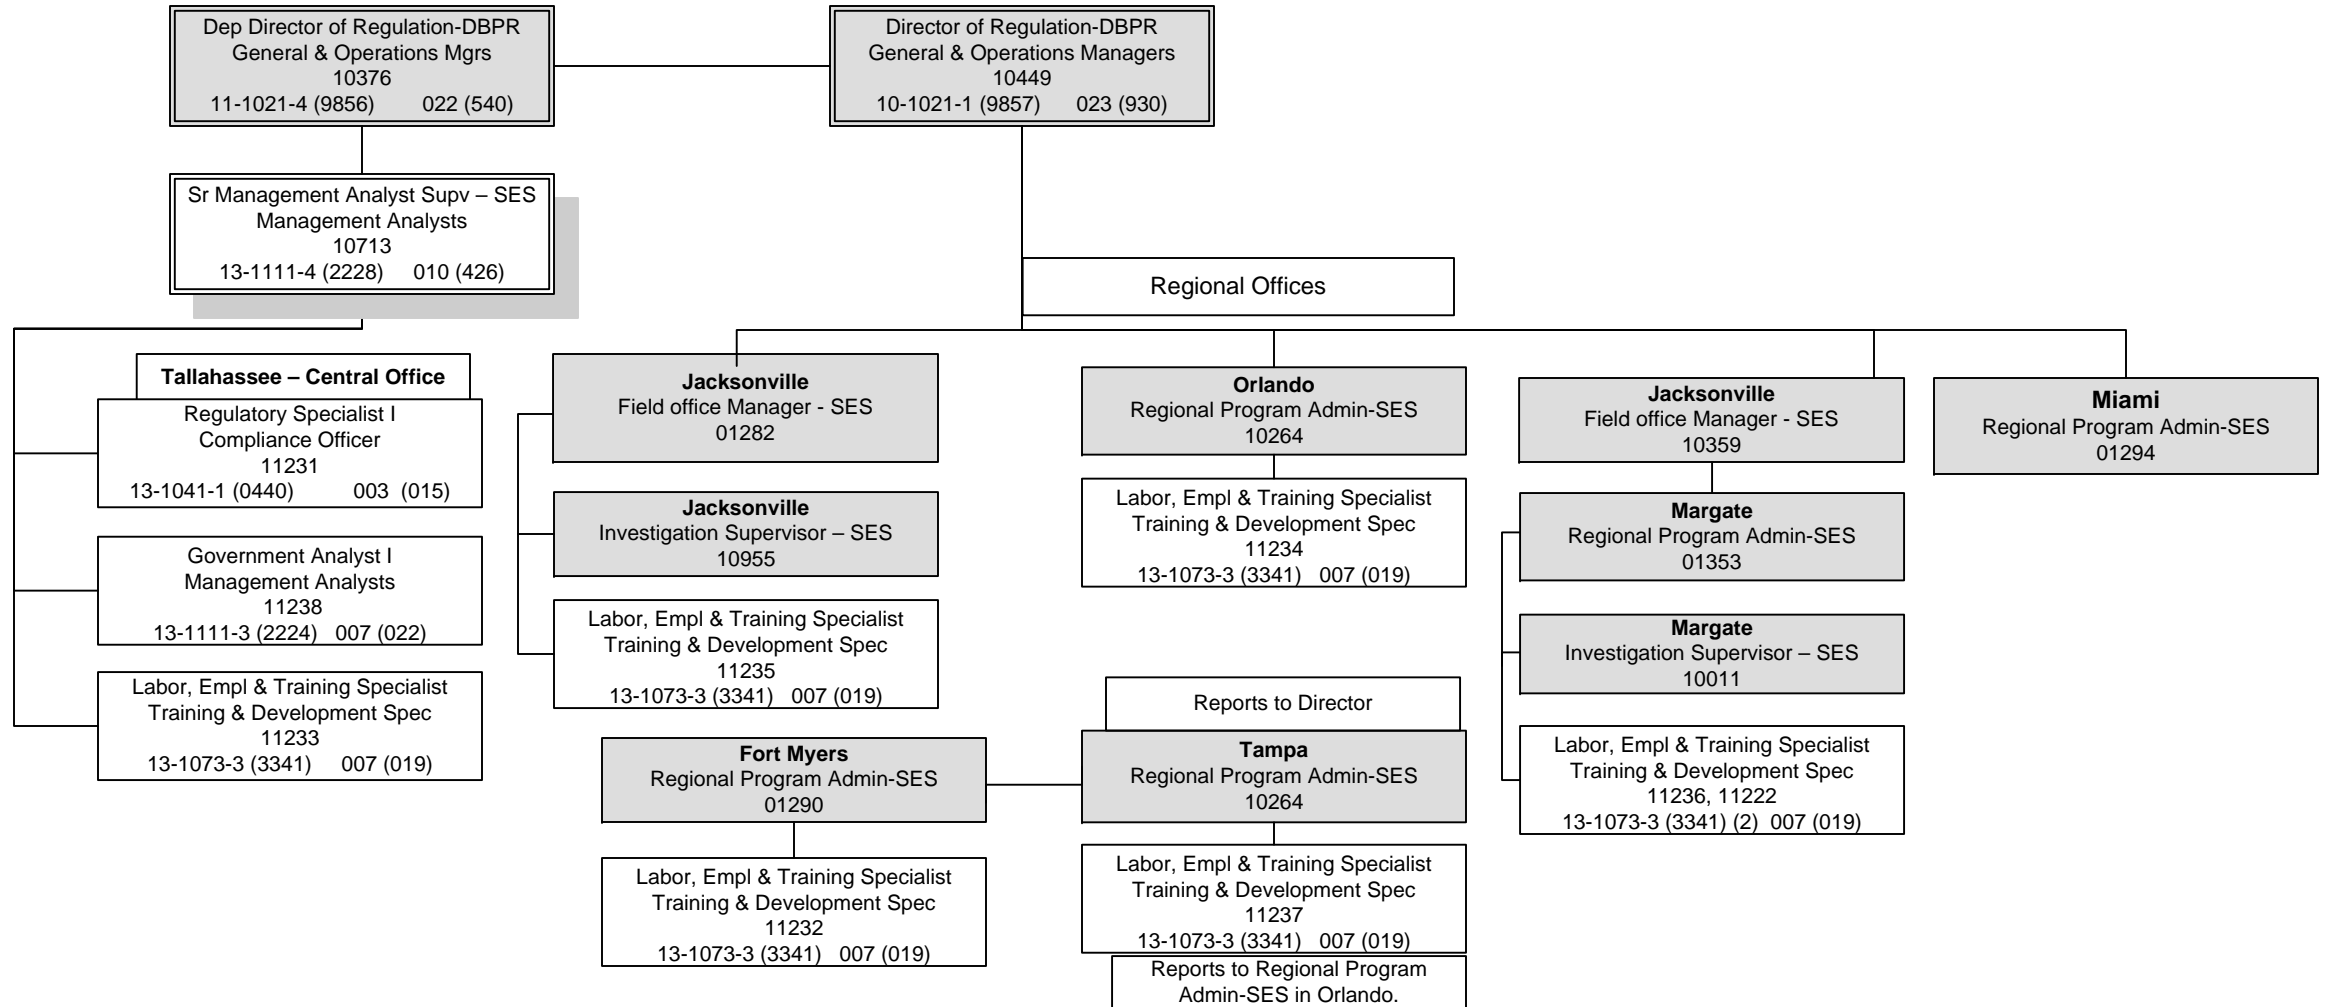 Dep Director of Regulation-DBPR
General & Operations Mgrs
10376
11-1021-4 (9856) 022 (540)
Director of Regulation-DBPR
General & Operations Managers
10449
10-1021-1 (9857) 023 (930)
Sr Management Analyst Supv – SES
Management Analysts
10713
13-1111-4 (2228) 010 (426)
Regional Offices
Tallahassee – Central Office
Regulatory Specialist I
Compliance Officer
11231
13-1041-1 (0440) 003 (015)
Government Analyst I
Management Analysts
11238
13-1111-3 (2224) 007 (022)
Labor, Empl & Training Specialist
Training & Development Spec
11233
13-1073-3 (3341) 007 (019)
Jacksonville
Field office Manager - SES
01282
Jacksonville
Investigation Supervisor – SES
10955
Labor, Empl & Training Specialist
Training & Development Spec
11235
13-1073-3 (3341) 007 (019)
Orlando
Regional Program Admin-SES
10264
Labor, Empl & Training Specialist
Training & Development Spec
11234
13-1073-3 (3341) 007 (019)
Jacksonville
Field office Manager - SES
10359
Margate
Regional Program Admin-SES
01353
Margate
Investigation Supervisor – SES
10011
Labor, Empl & Training Specialist
Training & Development Spec
11236, 11222
13-1073-3 (3341) (2) 007 (019)
Miami
Regional Program Admin-SES
01294
Fort Myers
Regional Program Admin-SES
01290
Labor, Empl & Training Specialist
Training & Development Spec
11232
13-1073-3 (3341) 007 (019)
Reports to Director
Tampa
Regional Program Admin-SES
10264
Labor, Empl & Training Specialist
Training & Development Spec
11237
13-1073-3 (3341) 007 (019)
Reports to Regional Program
Admin-SES in Orlando.